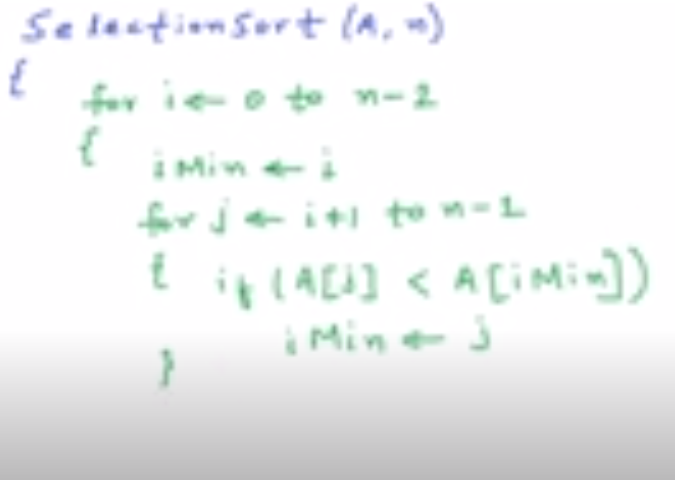 SelectionSort (A, n)
{
for i ← 0 to n-2
{
iMin ← i
for j ← i+1 to n-1
{ if (A[j] < A[iMin])
iMin ← j
}